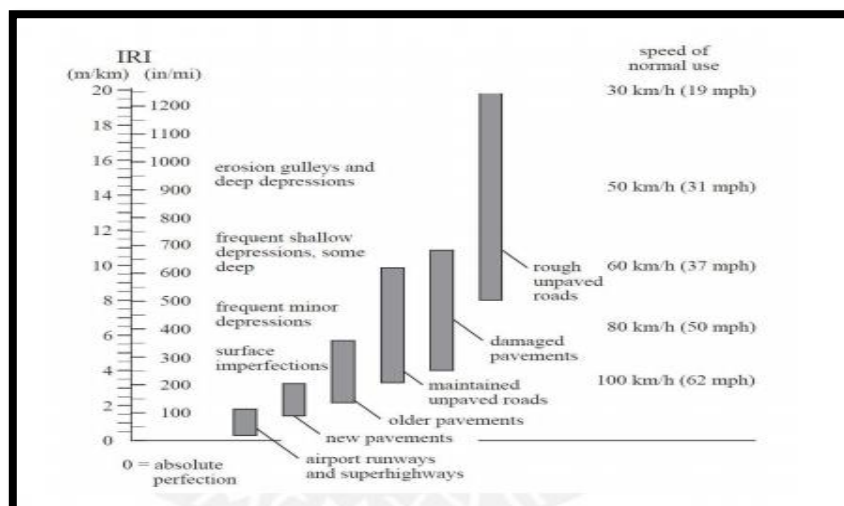 IRI
(m/km) (in/mi)
speed of
normal use
20
18
16
14
12
10
8
6
4
2
0
1200
1100
1000
900
800
700
600
500
400
300
200
100
erosion gulleys and
deep depressions
frequent shallow
depressions, some
deep
frequent minor
depressions
surface
imperfections
0 = absolute
perfection
airport runways
and superhighways
new pavements
older pavements
maintained
unpaved roads
damaged
pavements
rough
unpaved
roads
30 km/h (19 mph)
50 km/h (31 mph)
60 km/h (37 mph)
80 km/h (50 mph)
100 km/h (62 mph)